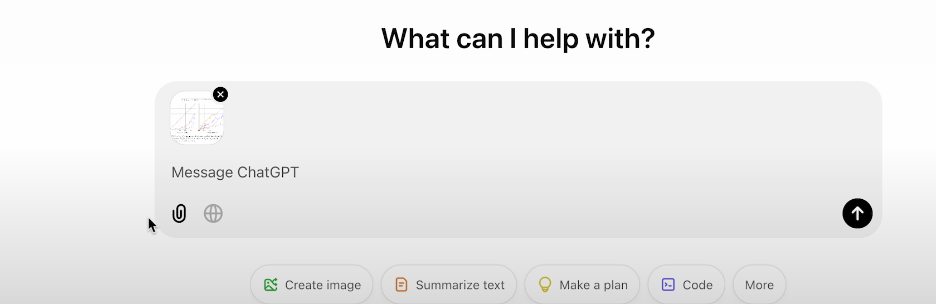 What can I help with?
Message ChatGPT
Create image Summarize text Make a plan Code More